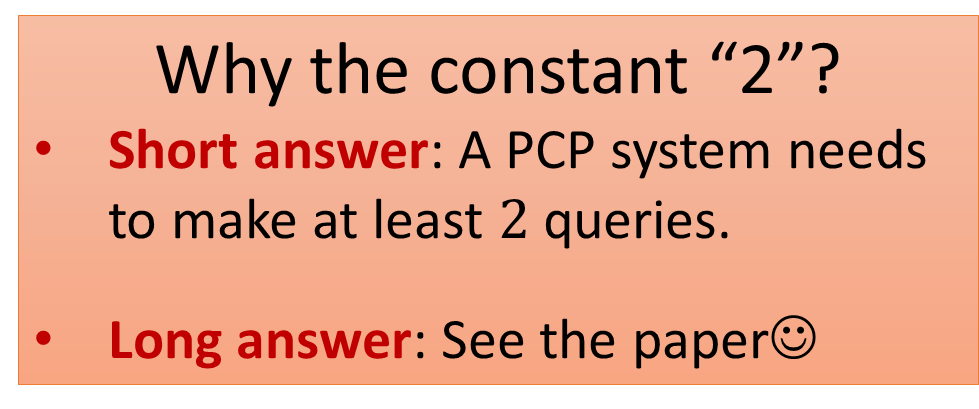 Why the constant “2”?
• Short answer: A PCP system needs
to make at least 2 queries.
• Long answer: See the paper☺